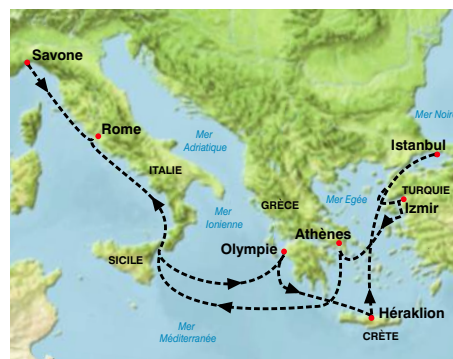 Savone
Mer Noire
Rome
Mer
Adriatique
Istanbul
ITALIE
TURQUIE
Mer Egée
GRÈCE
Izmir
Mer
Ionienne
Athènes
Olympie
SICILE
Héraklion
Mer
Méditerranée
CRÈTE